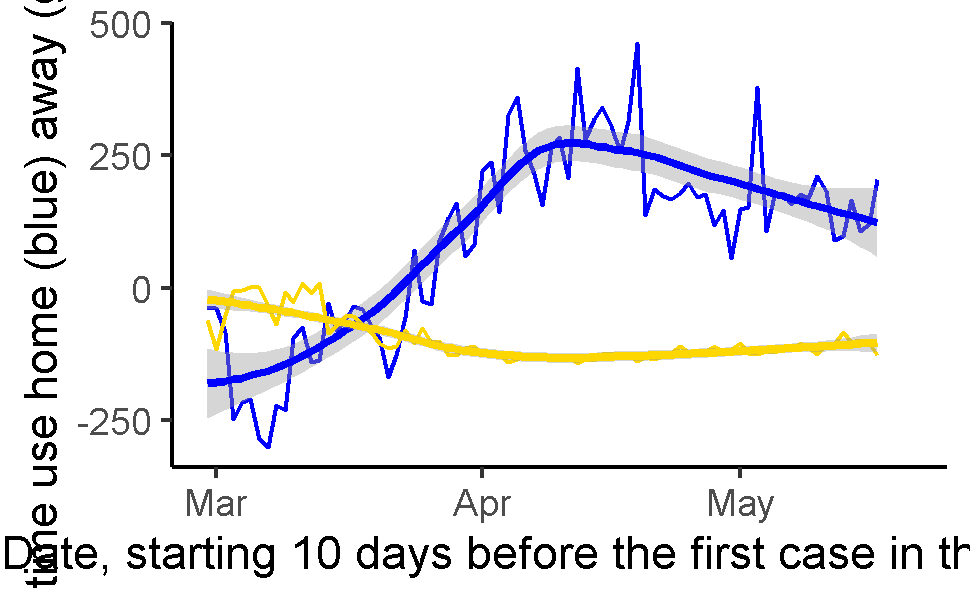 time use home (blue) away (
500
250
0
-250
Mar Apr May
Date, starting 10 days before the first case in th